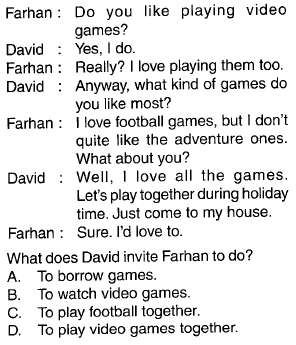 Farhan : Do you like playing video
games?
David : Yes, I do.
Farhan : Really? I love playing them too.
David : Anyway, what kind of games do
you like most?
Farhan : I love football games, but I don't
quite like the adventure ones.
What about you?
David : Well, I love all the games.
Let's play together during holiday
time. Just come to my house.
Farhan : Sure. I'd love to.
What does David invite Farhan to do?
A. To borrow games.
B. To watch video games.
C. To play football together.
D. To play video games together.